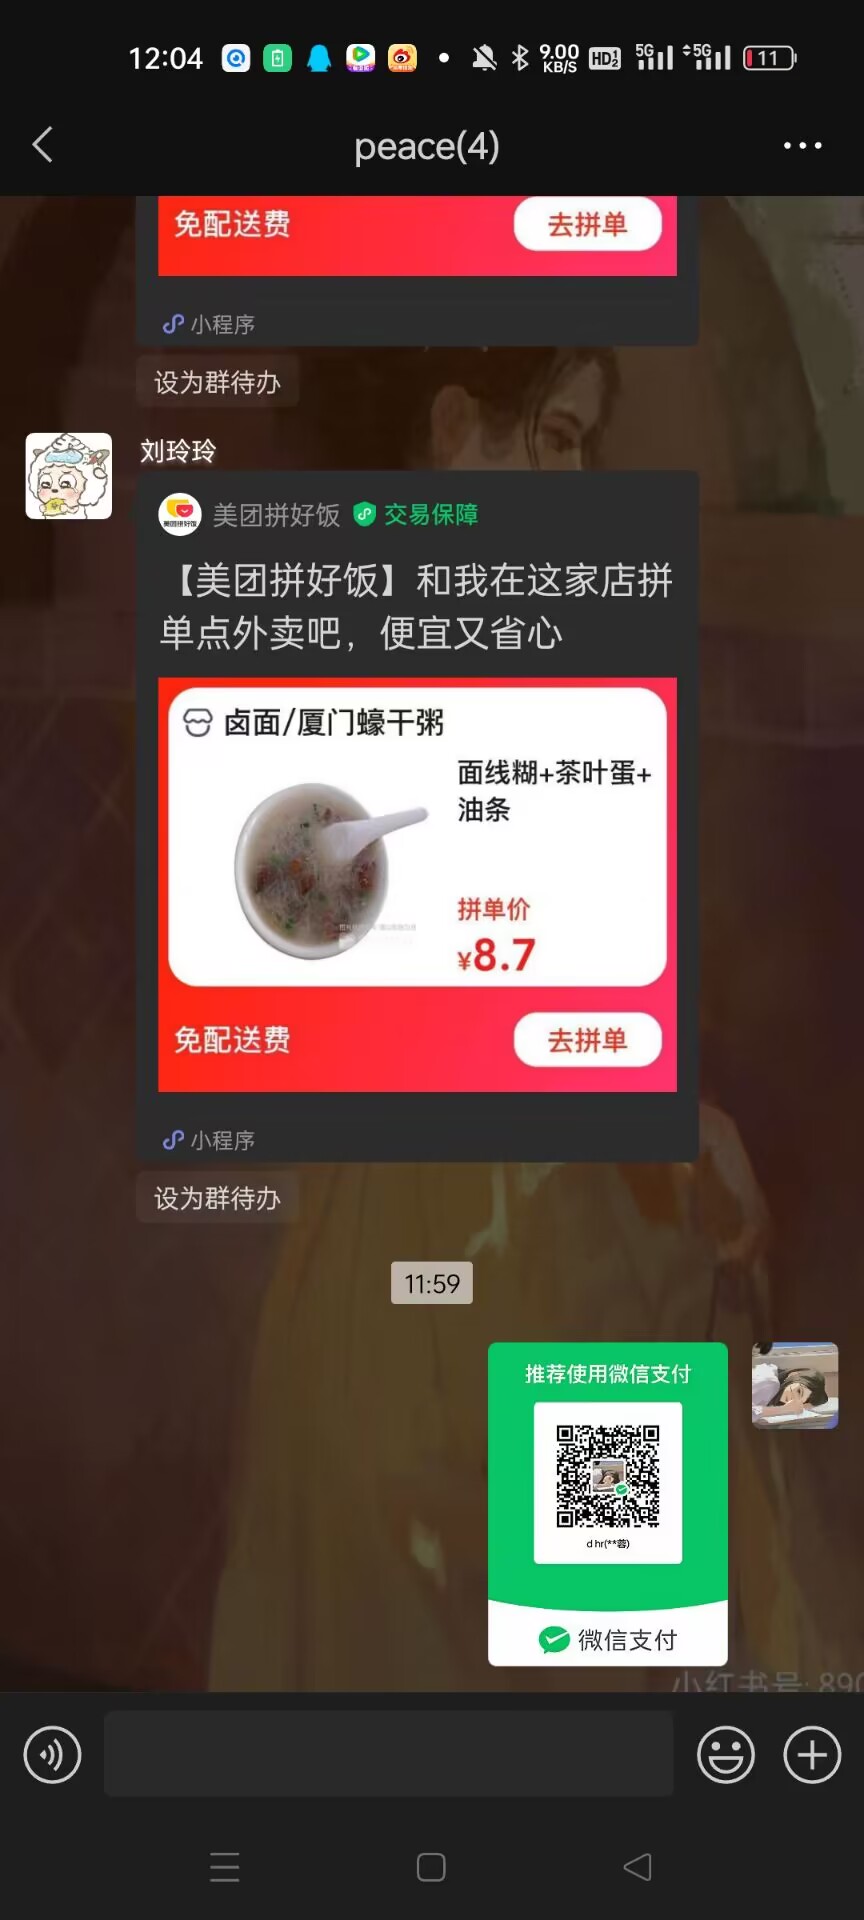 12:04
9.00
KB/S
HD
5G
5G
11
peace(4)
免配送费
去拼单
小程序
设为群待办
刘玲玲
美团拼好饭
交易保障
【美团拼好饭】和我在这家店拼
单点外卖吧，便宜又省心
卤面/厦门蠔干粥
面线糊+茶叶蛋+
油条
拼单价
¥8.7
免配送费
去拼单
小程序
设为群待办
11:59
推荐使用微信支付
d hr(**蓉)
微信支付
小红书号: 890